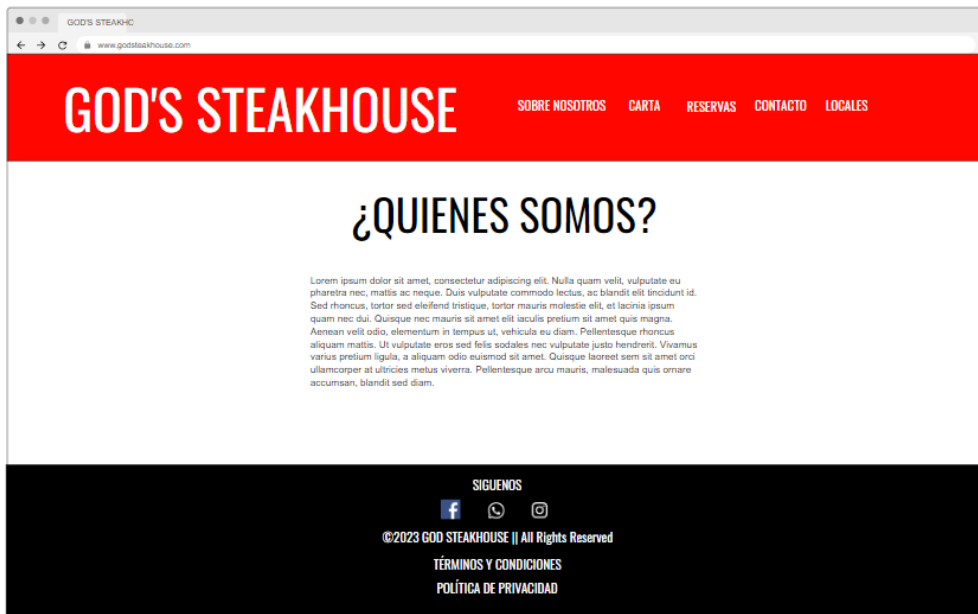 GOD'S STEAKHC
www.godsteakhouse.com
GOD'S STEAKHOUSE
SOBRE NOSOTROS CARTA RESERVAS CONTACTO LOCALES
¿QUIENES SOMOS?
Lorem ipsum dolor sit amet, consectetur adipiscing elit. Nulla quam velit, vulputate eu
pharetra nec, mattis ac neque. Duis vulputate commodo lectus, ac blandit elit tincidunt id.
Sed rhoncus, tortor sed eleifend tristique, tortor mauris molestie elit, et lacinia ipsum
quam nec dui. Quisque nec mauris sit amet elit iaculis pretium sit amet quis magna.
Aenean velit odio, elementum in tempus ut, vehicula eu diam. Pellentesque rhoncus
aliquam mattis. Ut vulputate eros sed felis sodales nec vulputate justo hendrerit. Vivamus
varius pretium ligula, a aliquam odio euismod sit amet. Quisque laoreet sem sit amet orci
ullamcorper at ultricies metus viverra. Pellentesque arcu mauris, malesuada quis ornare
accumsan, blandit sed diam.
SIGUENOS
©2023 GOD STEAKHOUSE || All Rights Reserved
TÉRMINOS Y CONDICIONES
POLÍTICA DE PRIVACIDAD